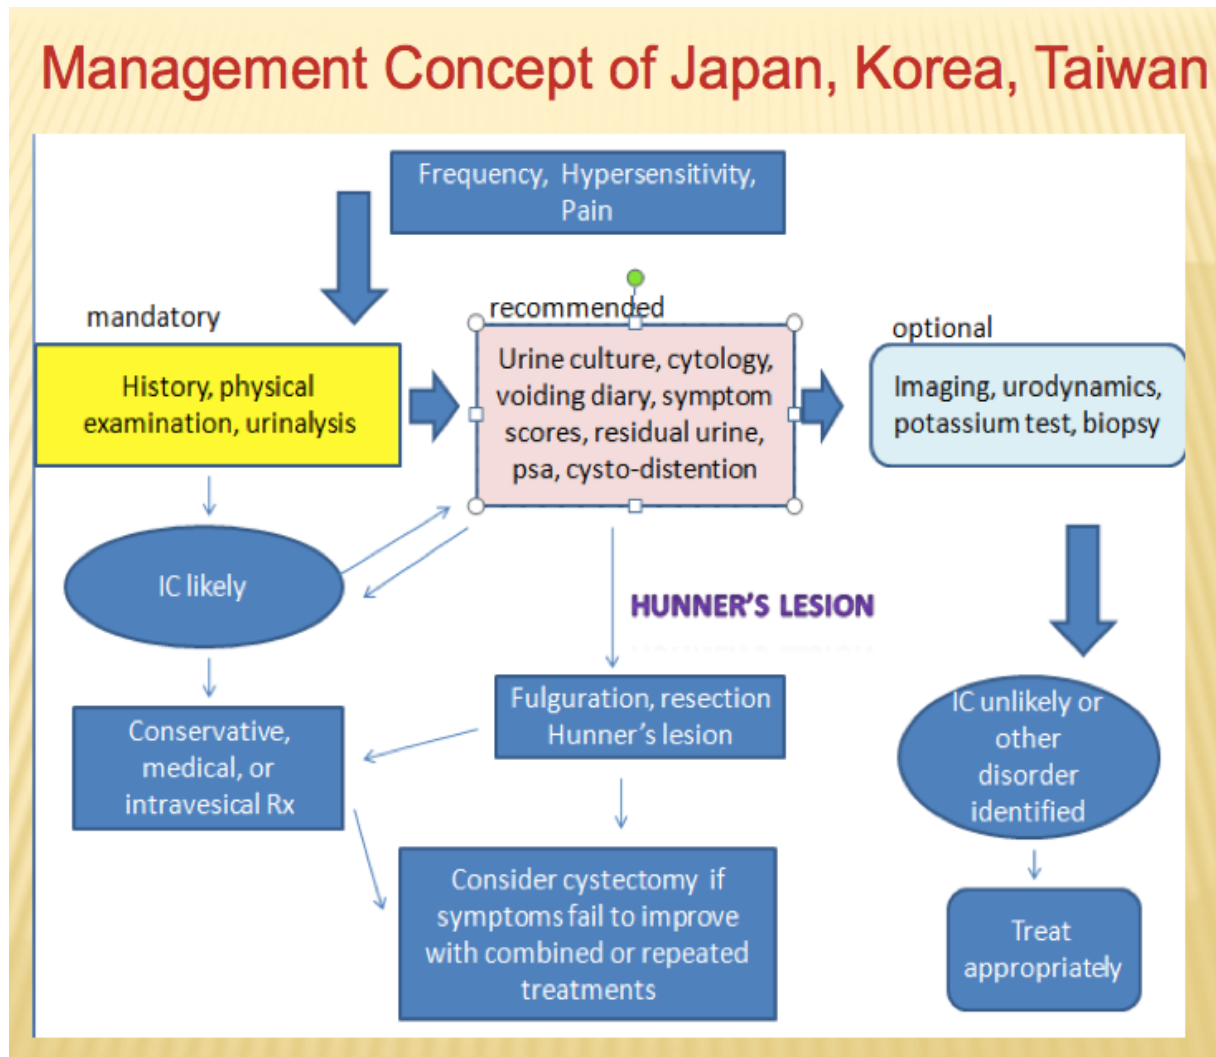 Management Concept of Japan, Korea, Taiwan
Frequency, Hypersensitivity,
Pain
mandatory
History, physical
examination, urinalysis
recommended
Urine culture, cytology,
voiding diary, symptom
scores, residual urine,
psa, cysto-distention
optional
Imaging, urodynamics,
potassium test, biopsy
IC likely
HUNNER'S LESION
Conservative,
medical, or
intravesical Rx
Fulguration, resection
Hunner's lesion
IC unlikely or
other
disorder
identified
Consider cystectomy if
symptoms fail to improve
with combined or repeated
treatments
Treat
appropriately